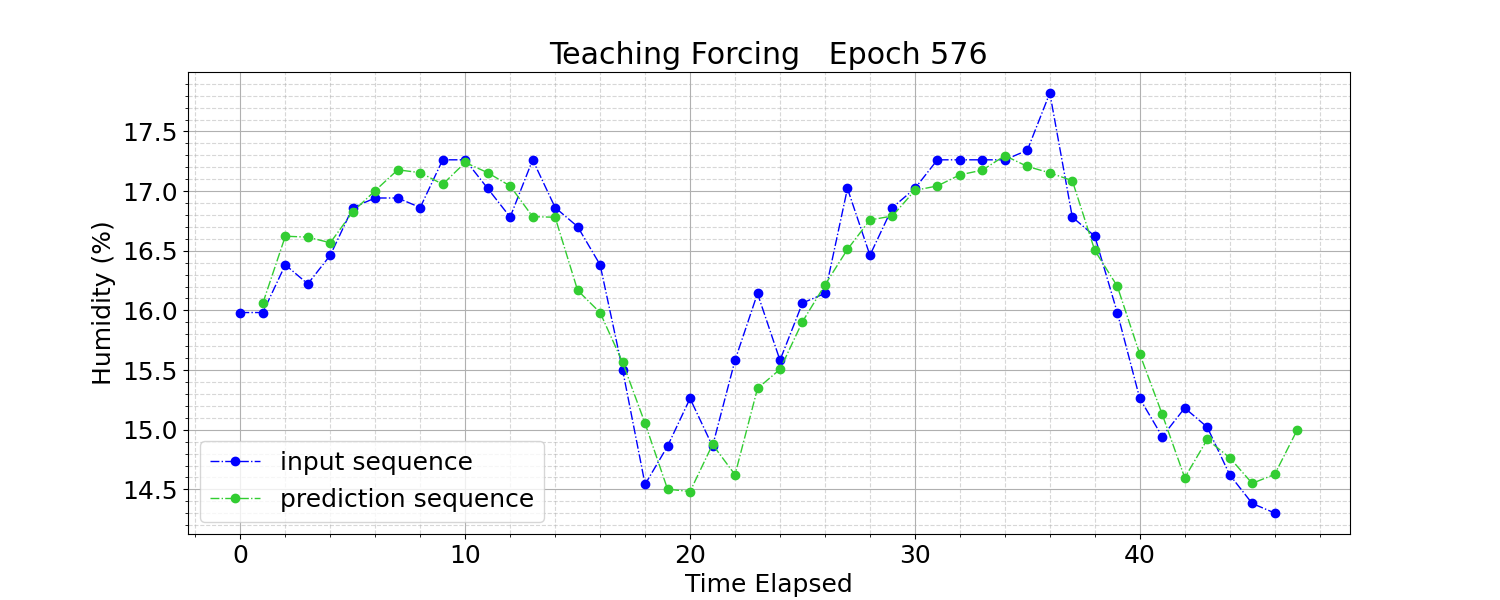 Teaching Forcing   Epoch 576
Humidity (%)
17.5
17.0
16.5
16.0
15.5
15.0
14.5
input sequence
prediction sequence
0 10 20 30 40
Time Elapsed